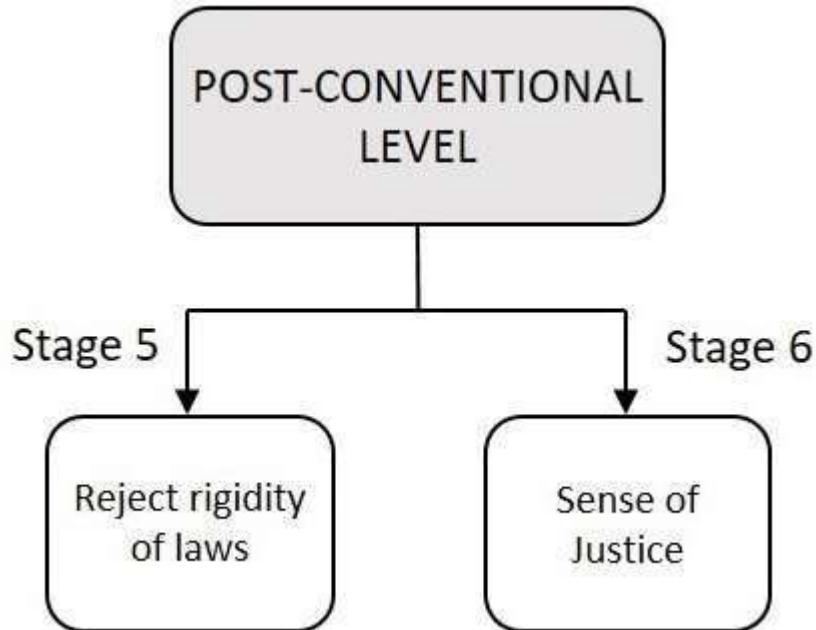 POST-CONVENTIONAL
LEVEL
Stage 5
Stage 6
Reject rigidity
of laws
Sense of
Justice